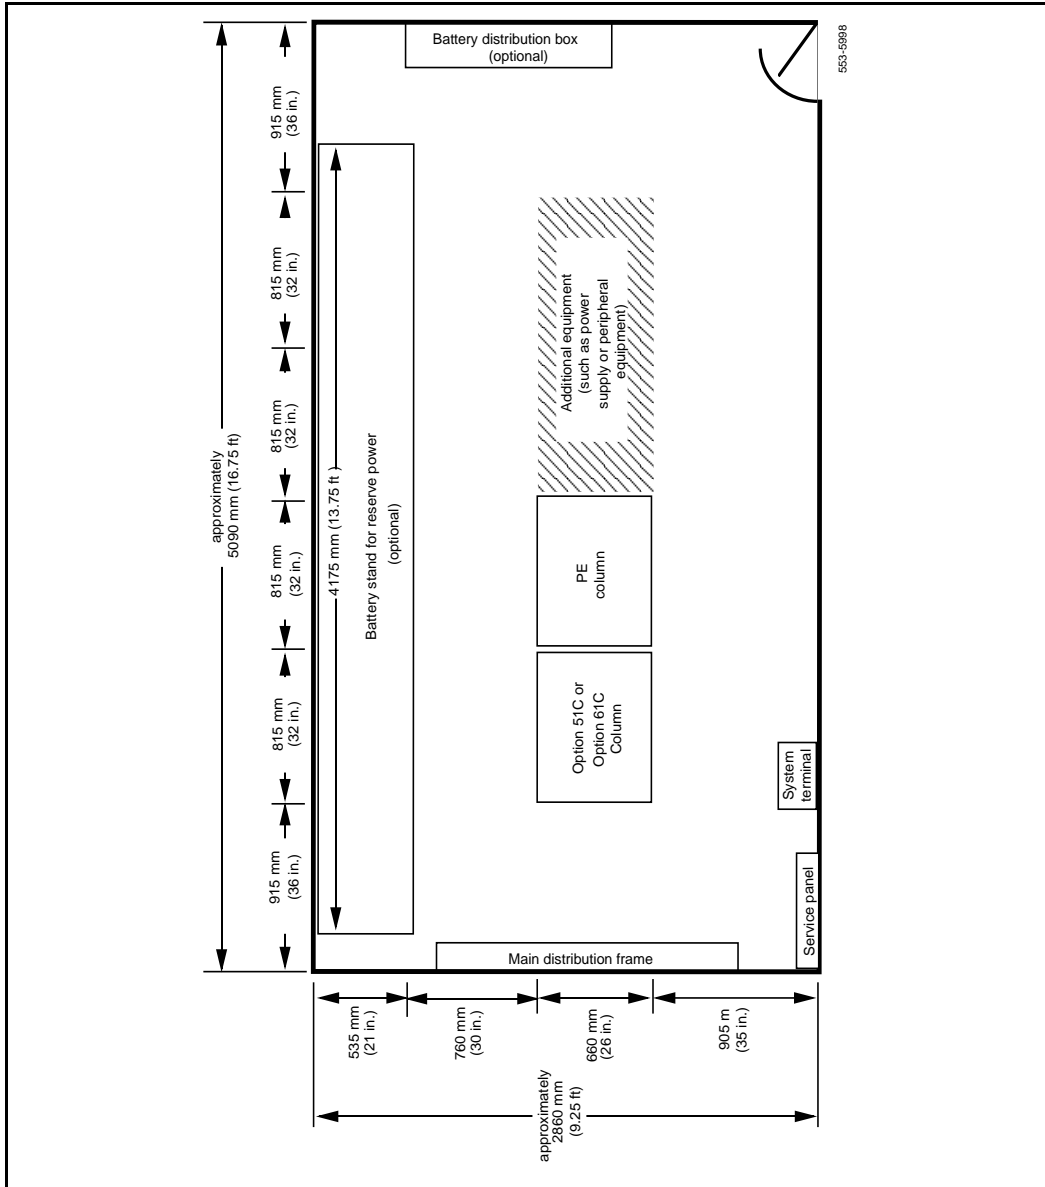 Battery distribution box
(optional)
553-5998
approximately
5090 mm (16.75 ft)
915 mm
(36 in.)
815 mm
(32 in.)
815 mm
(32 in.)
815 mm
(32 in.)
815 mm
(32 in.)
915 mm
(36 in.)
4175 mm (13.75 ft )
Battery stand for reserve power
(optional)
Additional equipment
(such as power
supply or peripheral
equipment)
PE
column
Option 51C or
Option 61C
Column
System
terminal
Service panel
Main distribution frame
535 mm
(21 in.)
760 mm
(30 in.)
660 mm
(26 in.)
905 m
(35 in.)
approximately
2860 mm
(9.25 ft)